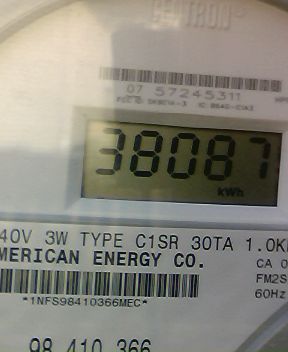 CENTRON®
07 57245311
38087
kWh
40V 3W TYPE C1SR 30TA 1.0K
MERICAN ENERGY CO.
CA 0
FM2S
60Hz
*1NFS98410366MEC*
98 410 366